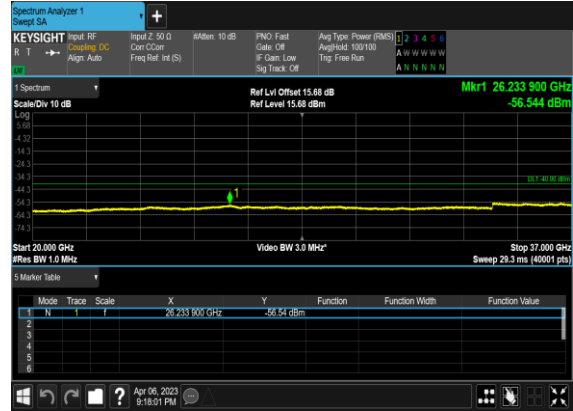 Spectrum Analyzer 1
Swept SA
+
KEYSIGHT Input: RF Input Z: 50 Ω #Atten: 10 dB PNO: Fast Avg Type: Power (RMS) 1 2 3 4 5 6
R T Coupling: DC Corr CCorr Gate: Off Avg|Hold: 100/100 A W W W W W
Align: Auto Freq Ref: Int (S) IF Gain: Low Trig: Free Run A N N N N N
LM Sig Track: Off
1 Spectrum Ref Lvl Offset 15.68 dB Mkr1 26.233 900 GHz
Scale/Div 10 dB Ref Level 15.68 dBm -56.544 dBm
Log
5.68
-4.32
-14.3
-24.3
-34.3
UL1 -40.00 dBm
-44.3
1
-54.3
-64.3
-74.3
Start 20.000 GHz Video BW 3.0 MHz* Stop 37.000 GHz
#Res BW 1.0 MHz Sweep 29.3 ms (40001 pts)
5 Marker Table
Mode Trace Scale X Y Function Function Width Function Value
1 N 1 f 26.233 900 GHz -56.54 dBm
2
3
4
5
6
? Apr 06, 2023
9:18:01 PM